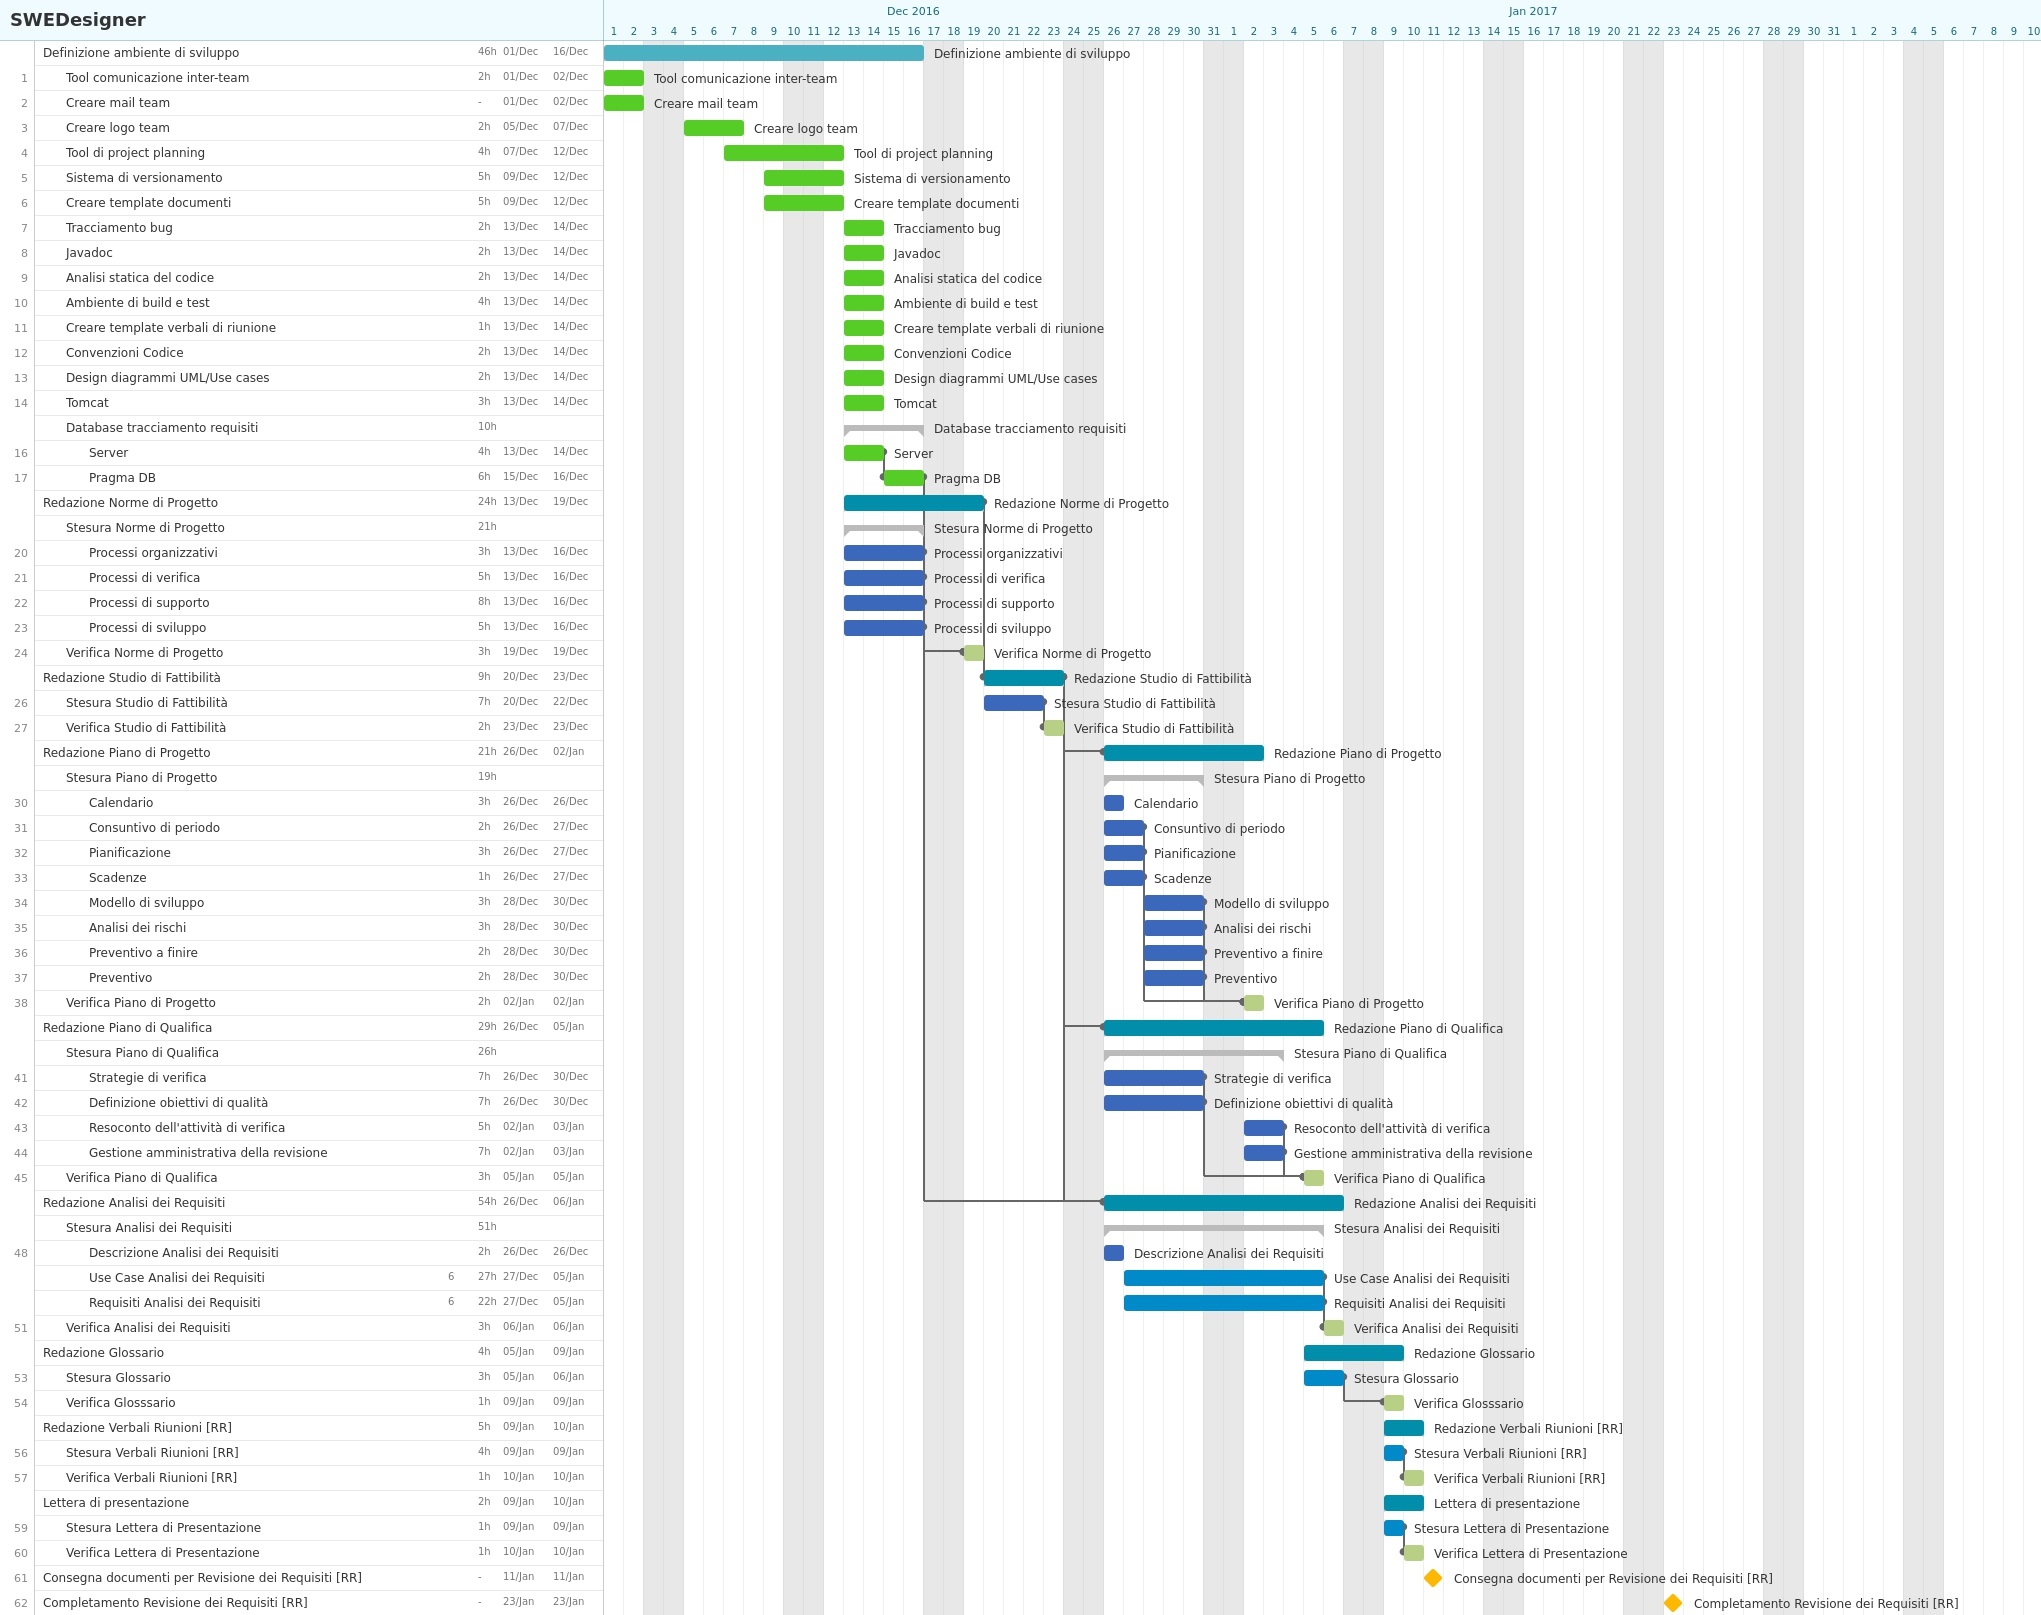 SWEDesigner
Dec 2016 Jan 2017
1 2 3 4 5 6 7 8 9 10 11 12 13 14 15 16 17 18 19 20 21 22 23 24 25 26 27 28 29 30 31 1 2 3 4 5 6 7 8 9 10 11 12 13 14 15 16 17 18 19 20 21 22 23 24 25 26 27 28 29 30 31 1 2 3 4 5 6 7 8 9 10
Definizione ambiente di sviluppo 46h 01/Dec 16/Dec Definizione ambiente di sviluppo
1 Tool comunicazione inter-team 2h 01/Dec 02/Dec Tool comunicazione inter-team
2 Creare mail team - 01/Dec 02/Dec Creare mail team
3 Creare logo team 2h 05/Dec 07/Dec Creare logo team
4 Tool di project planning 4h 07/Dec 12/Dec Tool di project planning
5 Sistema di versionamento 5h 09/Dec 12/Dec Sistema di versionamento
6 Creare template documenti 5h 09/Dec 12/Dec Creare template documenti
7 Tracciamento bug 2h 13/Dec 14/Dec Tracciamento bug
8 Javadoc 2h 13/Dec 14/Dec Javadoc
9 Analisi statica del codice 2h 13/Dec 14/Dec Analisi statica del codice
10 Ambiente di build e test 4h 13/Dec 14/Dec Ambiente di build e test
11 Creare template verbali di riunione 1h 13/Dec 14/Dec Creare template verbali di riunione
12 Convenzioni Codice 2h 13/Dec 14/Dec Convenzioni Codice
13 Design diagrammi UML/Use cases 2h 13/Dec 14/Dec Design diagrammi UML/Use cases
14 Tomcat 3h 13/Dec 14/Dec Tomcat
Database tracciamento requisiti 10h Database tracciamento requisiti
16 Server 4h 13/Dec 14/Dec Server
17 Pragma DB 6h 15/Dec 16/Dec Pragma DB
Redazione Norme di Progetto 24h 13/Dec 19/Dec Redazione Norme di Progetto
Stesura Norme di Progetto 21h Stesura Norme di Progetto
20 Processi organizzativi 3h 13/Dec 16/Dec Processi organizzativi
21 Processi di verifica 5h 13/Dec 16/Dec Processi di verifica
22 Processi di supporto 8h 13/Dec 16/Dec Processi di supporto
23 Processi di sviluppo 5h 13/Dec 16/Dec Processi di sviluppo
24 Verifica Norme di Progetto 3h 19/Dec 19/Dec Verifica Norme di Progetto
Redazione Studio di Fattibilità 9h 20/Dec 23/Dec Redazione Studio di Fattibilità
26 Stesura Studio di Fattibilità 7h 20/Dec 22/Dec Stesura Studio di Fattibilità
27 Verifica Studio di Fattibilità 2h 23/Dec 23/Dec Verifica Studio di Fattibilità
Redazione Piano di Progetto 21h 26/Dec 02/Jan Redazione Piano di Progetto
Stesura Piano di Progetto 19h Stesura Piano di Progetto
30 Calendario 3h 26/Dec 26/Dec Calendario
31 Consuntivo di periodo 2h 26/Dec 27/Dec Consuntivo di periodo
32 Pianificazione 3h 26/Dec 27/Dec Pianificazione
33 Scadenze 1h 26/Dec 27/Dec Scadenze
34 Modello di sviluppo 3h 28/Dec 30/Dec Modello di sviluppo
35 Analisi dei rischi 3h 28/Dec 30/Dec Analisi dei rischi
36 Preventivo a finire 2h 28/Dec 30/Dec Preventivo a finire
37 Preventivo 2h 28/Dec 30/Dec Preventivo
38 Verifica Piano di Progetto 2h 02/Jan 02/Jan Verifica Piano di Progetto
Redazione Piano di Qualifica 29h 26/Dec 05/Jan Redazione Piano di Qualifica
Stesura Piano di Qualifica 26h Stesura Piano di Qualifica
41 Strategie di verifica 7h 26/Dec 30/Dec Strategie di verifica
42 Definizione obiettivi di qualità 7h 26/Dec 30/Dec Definizione obiettivi di qualità
43 Resoconto dell'attività di verifica 5h 02/Jan 03/Jan Resoconto dell'attività di verifica
44 Gestione amministrativa della revisione 7h 02/Jan 03/Jan Gestione amministrativa della revisione
45 Verifica Piano di Qualifica 3h 05/Jan 05/Jan Verifica Piano di Qualifica
Redazione Analisi dei Requisiti 54h 26/Dec 06/Jan Redazione Analisi dei Requisiti
Stesura Analisi dei Requisiti 51h Stesura Analisi dei Requisiti
48 Descrizione Analisi dei Requisiti 2h 26/Dec 26/Dec Descrizione Analisi dei Requisiti
Use Case Analisi dei Requisiti 6 27h 27/Dec 05/Jan Use Case Analisi dei Requisiti
Requisiti Analisi dei Requisiti 6 22h 27/Dec 05/Jan Requisiti Analisi dei Requisiti
51 Verifica Analisi dei Requisiti 3h 06/Jan 06/Jan Verifica Analisi dei Requisiti
Redazione Glossario 4h 05/Jan 09/Jan Redazione Glossario
53 Stesura Glossario 3h 05/Jan 06/Jan Stesura Glossario
54 Verifica Glosssario 1h 09/Jan 09/Jan Verifica Glosssario
Redazione Verbali Riunioni [RR] 5h 09/Jan 10/Jan Redazione Verbali Riunioni [RR]
56 Stesura Verbali Riunioni [RR] 4h 09/Jan 09/Jan Stesura Verbali Riunioni [RR]
57 Verifica Verbali Riunioni [RR] 1h 10/Jan 10/Jan Verifica Verbali Riunioni [RR]
Lettera di presentazione 2h 09/Jan 10/Jan Lettera di presentazione
59 Stesura Lettera di Presentazione 1h 09/Jan 09/Jan Stesura Lettera di Presentazione
60 Verifica Lettera di Presentazione 1h 10/Jan 10/Jan Verifica Lettera di Presentazione
61 Consegna documenti per Revisione dei Requisiti [RR] - 11/Jan 11/Jan Consegna documenti per Revisione dei Requisiti [RR]
62 Completamento Revisione dei Requisiti [RR] - 23/Jan 23/Jan Completamento Revisione dei Requisiti [RR]